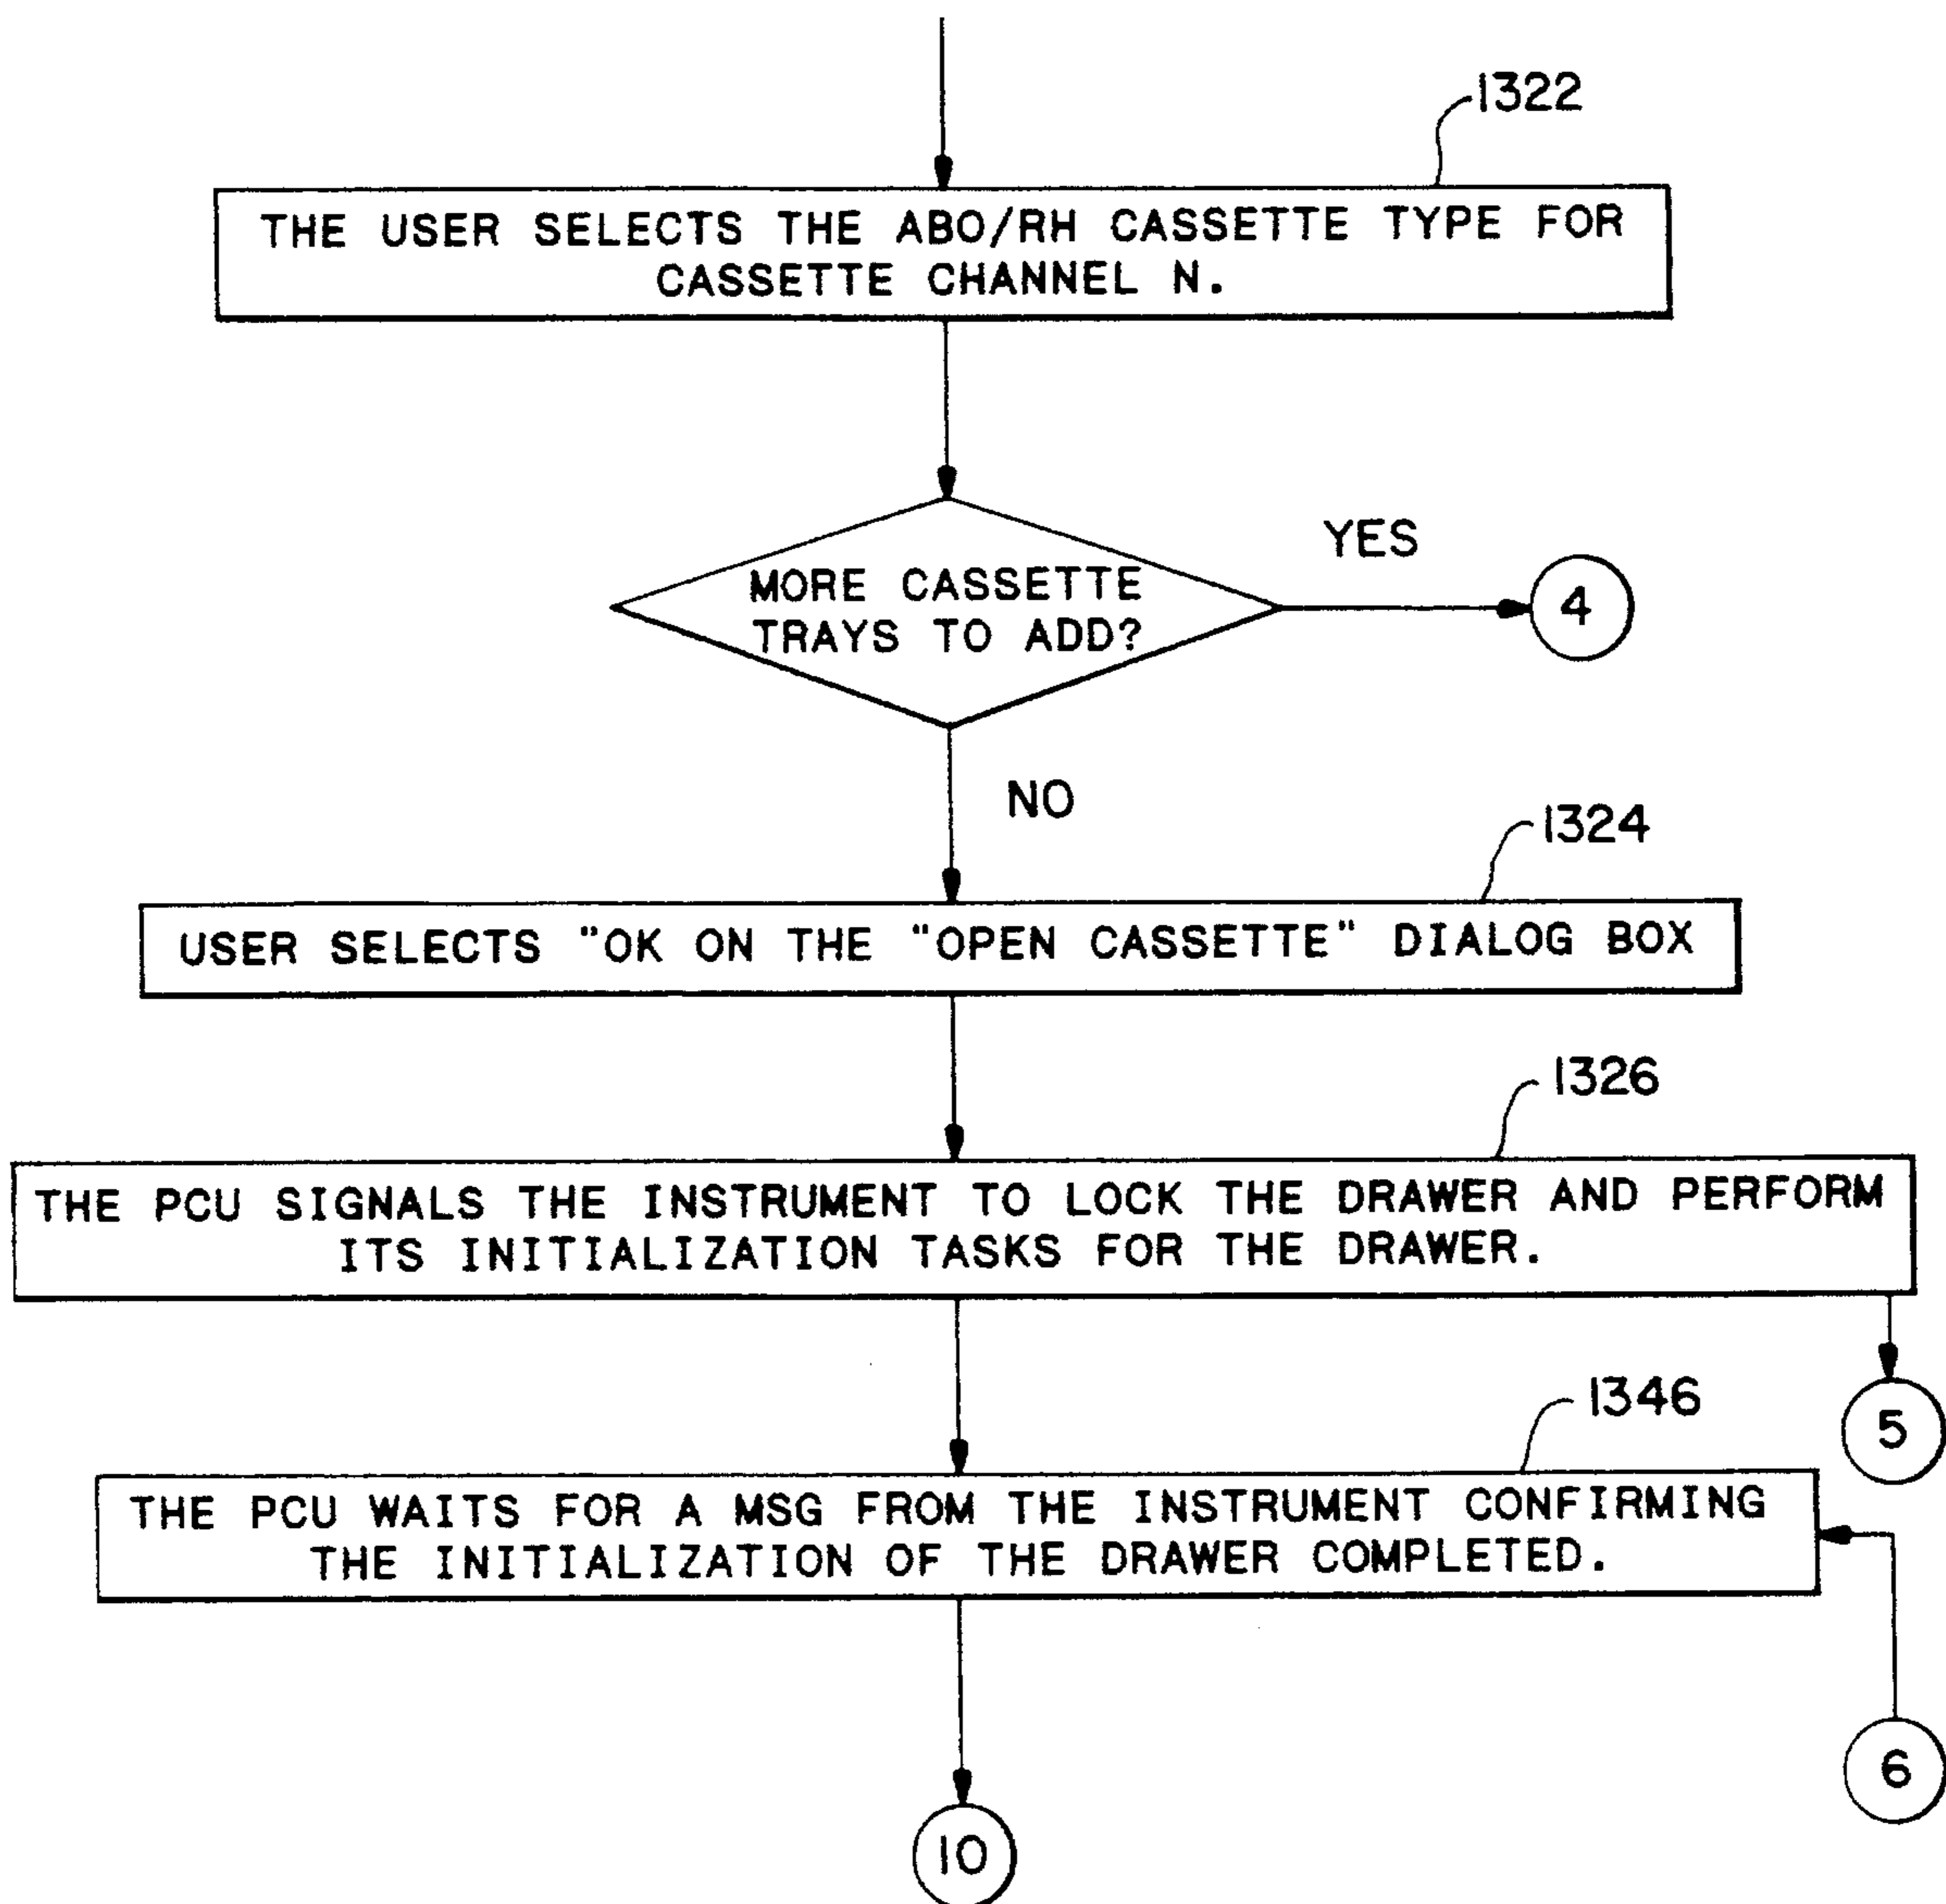 1322
THE USER SELECTS THE ABO/RH CASSETTE TYPE FOR
CASSETTE CHANNEL N.
YES
MORE CASSETTE
TRAYS TO ADD?
4
NO
1324
USER SELECTS "OK ON THE "OPEN CASSETTE" DIALOG BOX
1326
THE PCU SIGNALS THE INSTRUMENT TO LOCK THE DRAWER AND PERFORM
ITS INITIALIZATION TASKS FOR THE DRAWER.
5
1346
THE PCU WAITS FOR A MSG FROM THE INSTRUMENT CONFIRMING
THE INITIALIZATION OF THE DRAWER COMPLETED.
6
10